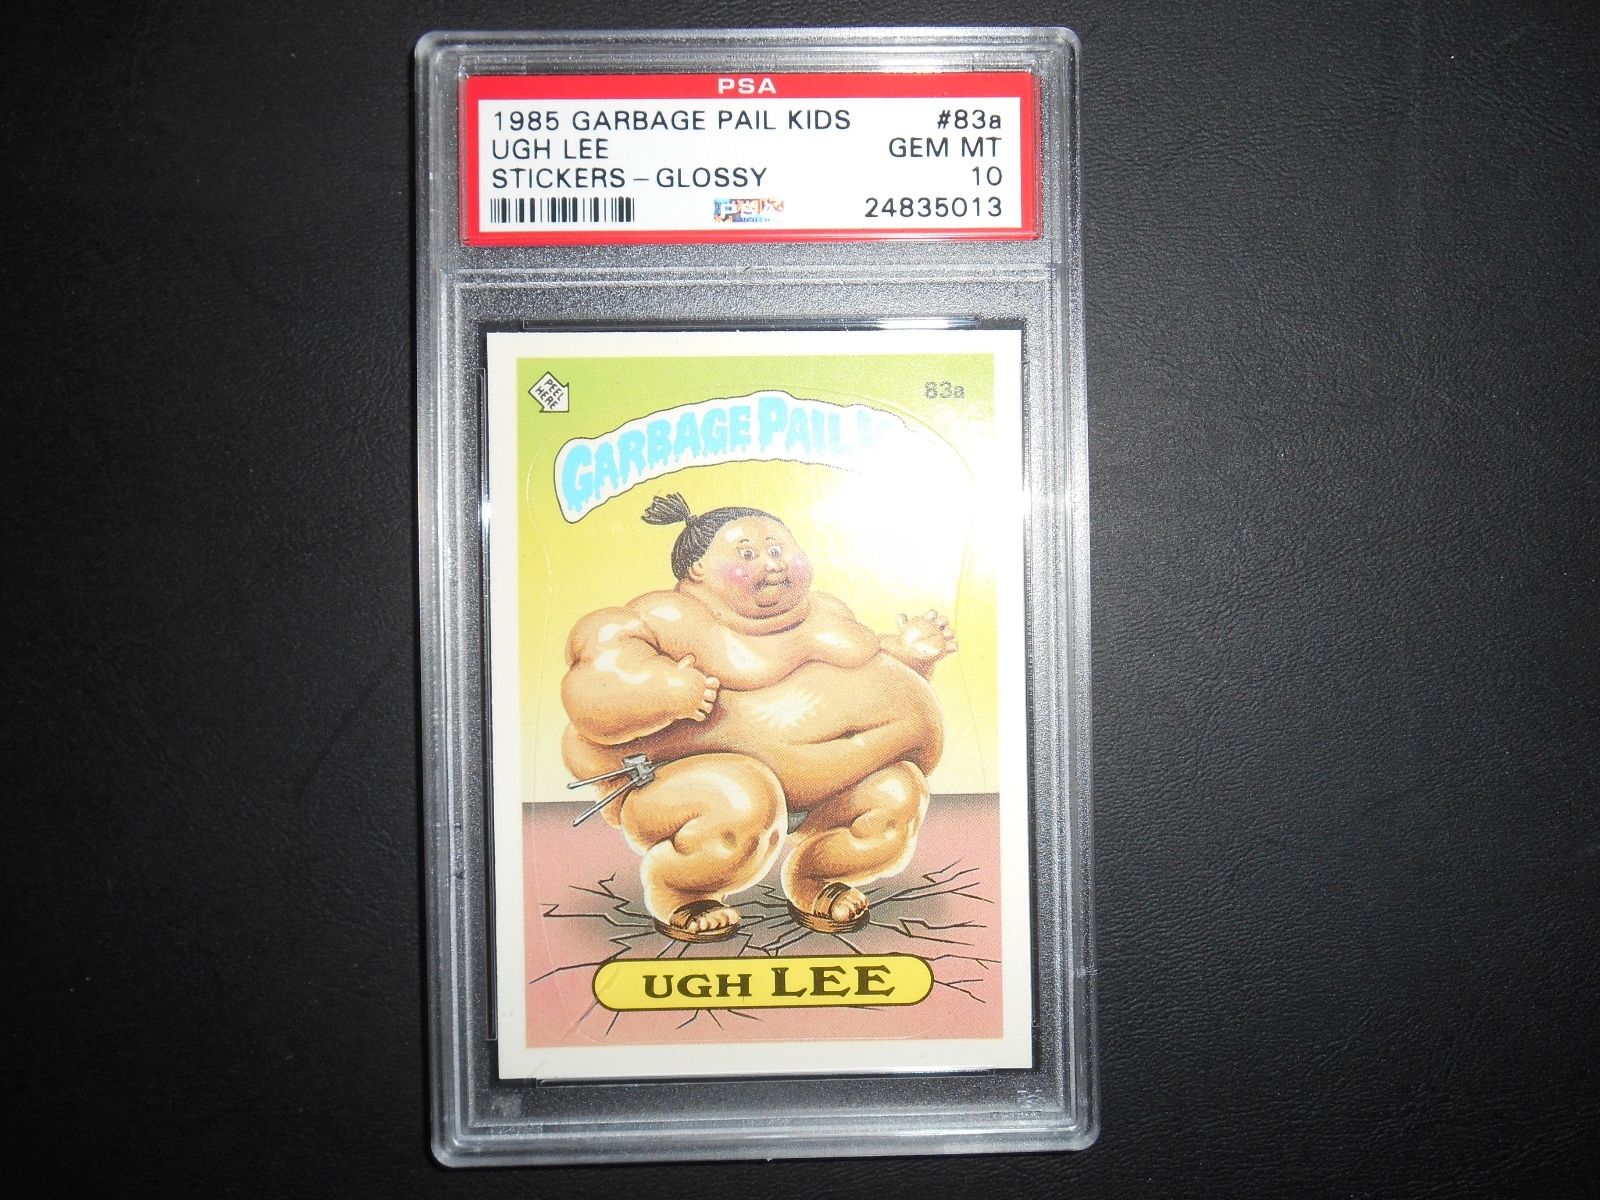 PSA
1985 GARBAGE PAIL KIDS #83a
UGH LEE GEM MT
STICKERS – GLOSSY 10
PSA 24835013
PEEL HERE
83a
GARBAGE PAIL
UGH LEE